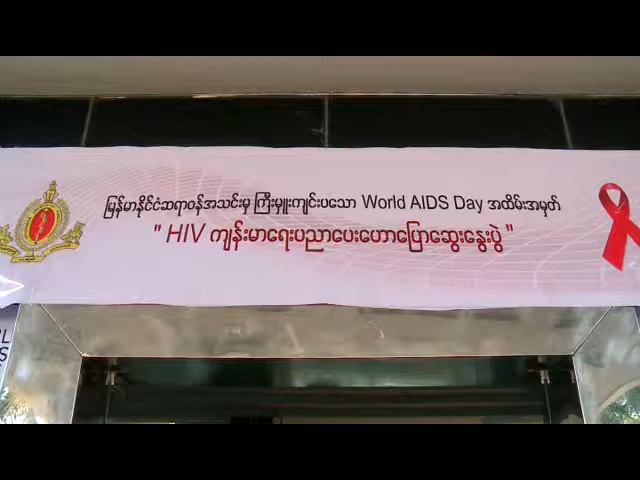 မြန်မာနိုင်ငံဆရာဝန်အသင်းမှ ကြီးမှူးကျင်းပသော World AIDS Day အထိမ်းအမှတ်
" HIV ကျန်းမာရေးပညာပေးဟောပြောဆွေးနွေးပွဲ "